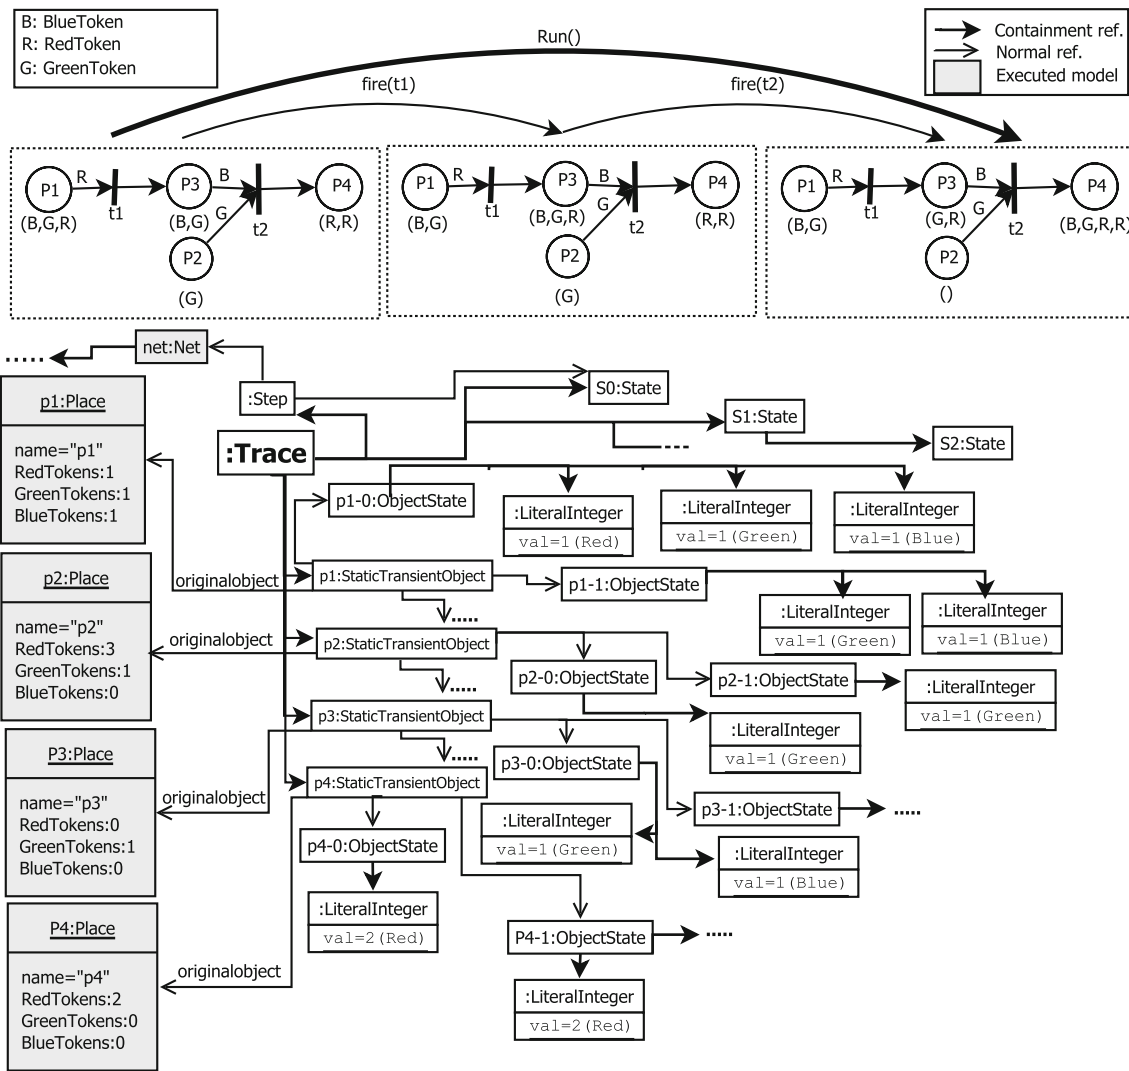 B: BlueToken
R: RedToken
G: GreenToken
Run()
Containment ref.
Normal ref.
Executed model
fire(t1)
fire(t2)
P1
R
t1
P3
B
G
t2
P4
P2
(B,G,R)
(B,G)
(R,R)
(G)
P1
R
t1
P3
B
G
t2
P4
P2
(B,G)
(B,G,R)
(R,R)
(G)
P1
R
t1
P3
B
G
t2
P4
P2
(B,G)
(G,R)
(B,G,R,R)
()
net:Net
:Step
S0:State
S1:State
S2:State
:Trace
p1:Place
name="p1"
RedTokens:1
GreenTokens:1
BlueTokens:1
p1-0:ObjectState
:LiteralInteger
val=1(Red)
:LiteralInteger
val=1(Green)
:LiteralInteger
val=1(Blue)
originalobject
p1:StaticTransientObject
p1-1:ObjectState
:LiteralInteger
val=1(Green)
:LiteralInteger
val=1(Blue)
p2:Place
name="p2"
RedTokens:3
GreenTokens:1
BlueTokens:0
originalobject
p2:StaticTransientObject
p2-0:ObjectState
:LiteralInteger
val=1(Green)
p2-1:ObjectState
:LiteralInteger
val=1(Green)
P3:Place
name="p3"
RedTokens:0
GreenTokens:1
BlueTokens:0
originalobject
p3:StaticTransientObject
p3-0:ObjectState
:LiteralInteger
val=1(Green)
:LiteralInteger
val=1(Blue)
p3-1:ObjectState
P4:Place
name="p4"
RedTokens:2
GreenTokens:0
BlueTokens:0
originalobject
p4:StaticTransientObject
p4-0:ObjectState
:LiteralInteger
val=2(Red)
P4-1:ObjectState
:LiteralInteger
val=2(Red)